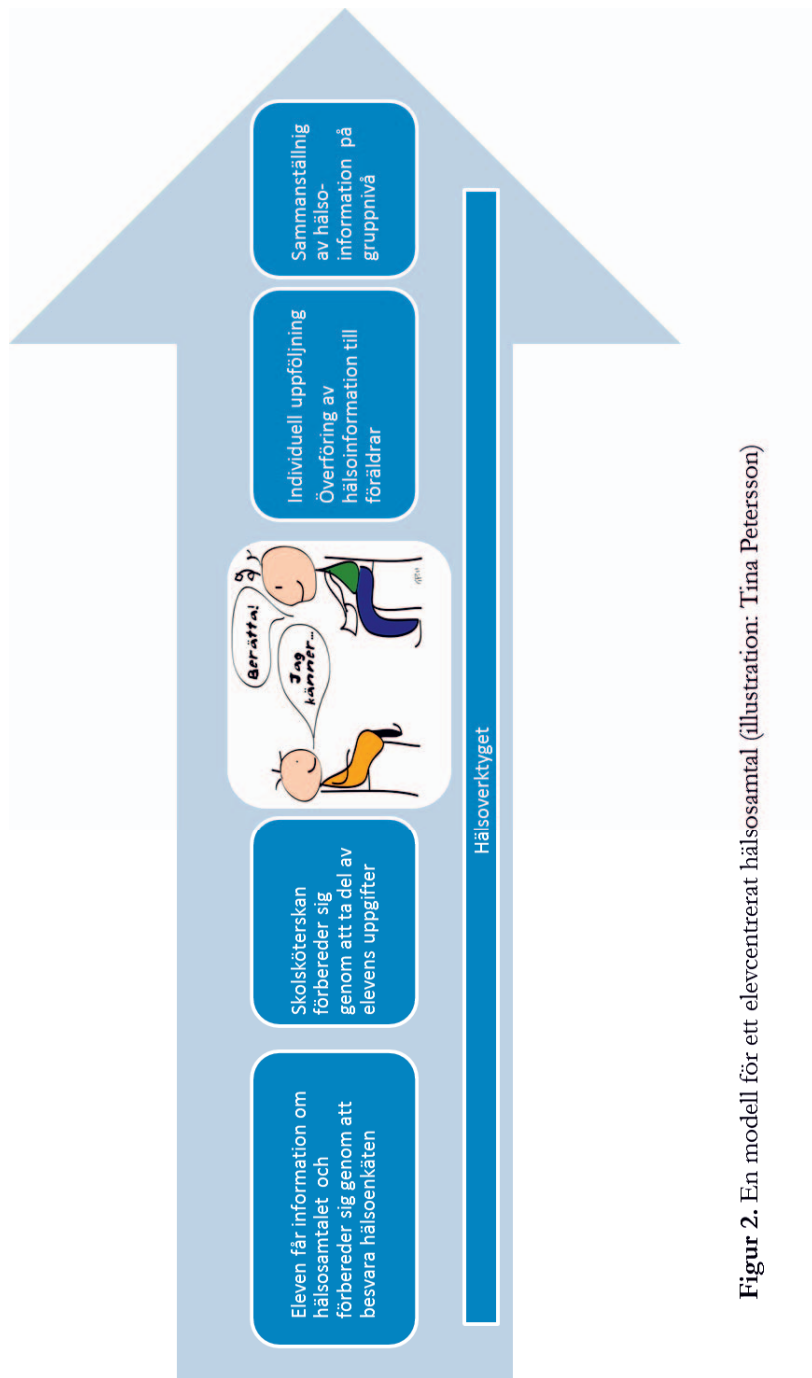 Eleven får information om
hälsosamtalet och
förbereder sig genom att
besvara hälsoenkäten
Skolsköterskan
förbereder sig
genom att ta del av
elevens uppgifter
Berätta!
Jag
känner...
Individuell uppföljning
Överföring av
hälsoinformation till
föräldrar
Sammanställnig
av hälso-
information på
gruppnivå
Hälsoverktyget
Figur 2. En modell för ett elevcentrerat hälsosamtal (illustration: Tina Petersson)